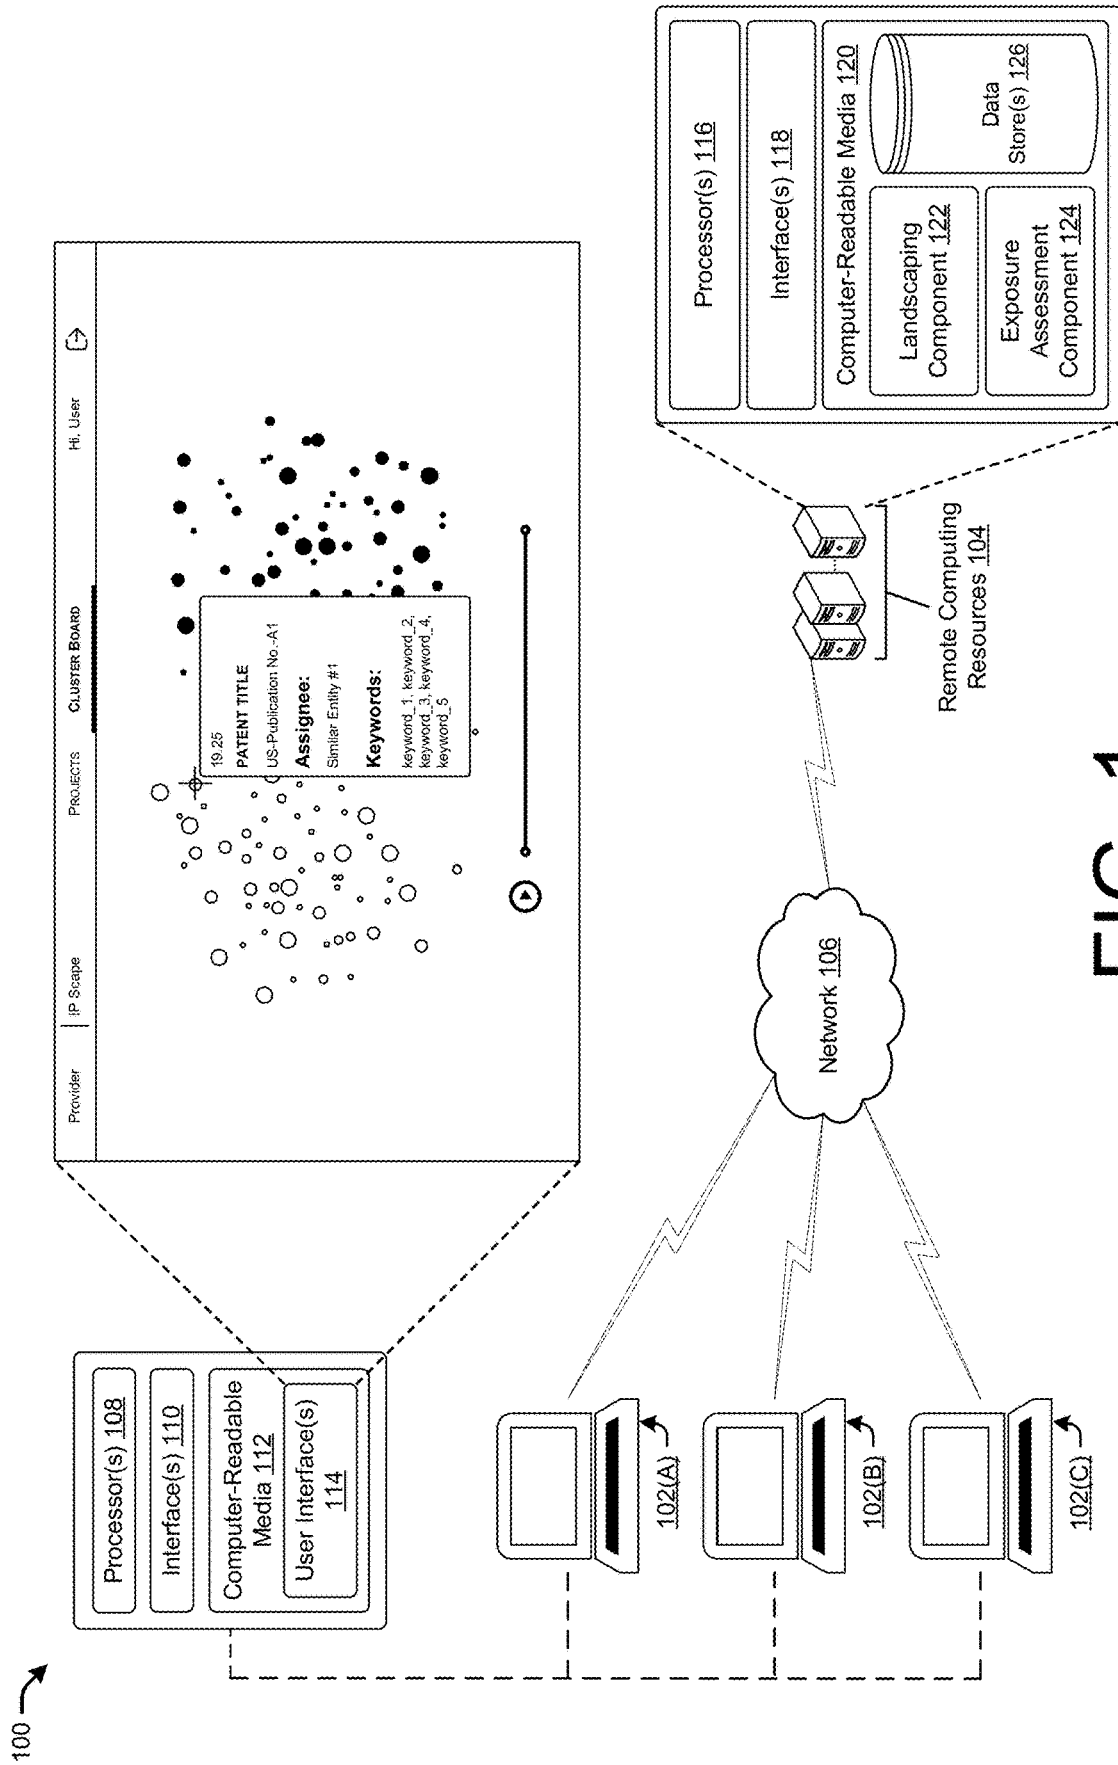 100
Processor(s) 108
Interface(s) 110
Computer-Readable
Media 112
User Interface(s)
114
Provider
IP Scape
PROJECTS
CLUSTER BOARD
Hi, User
19.25
PATENT TITLE
US-Publication No.-A1
Assignee:
Similar Entity #1
Keywords:
keyword_1, keyword_2,
keyword_3, keyword_4,
keyword_5
102(A)
102(B)
102(C)
Network 106
Remote Computing
Resources 104
Processor(s) 116
Interface(s) 118
Computer-Readable Media 120
Landscaping
Component 122
Exposure
Assessment
Component 124
Data
Store(s) 126
FIG. 1